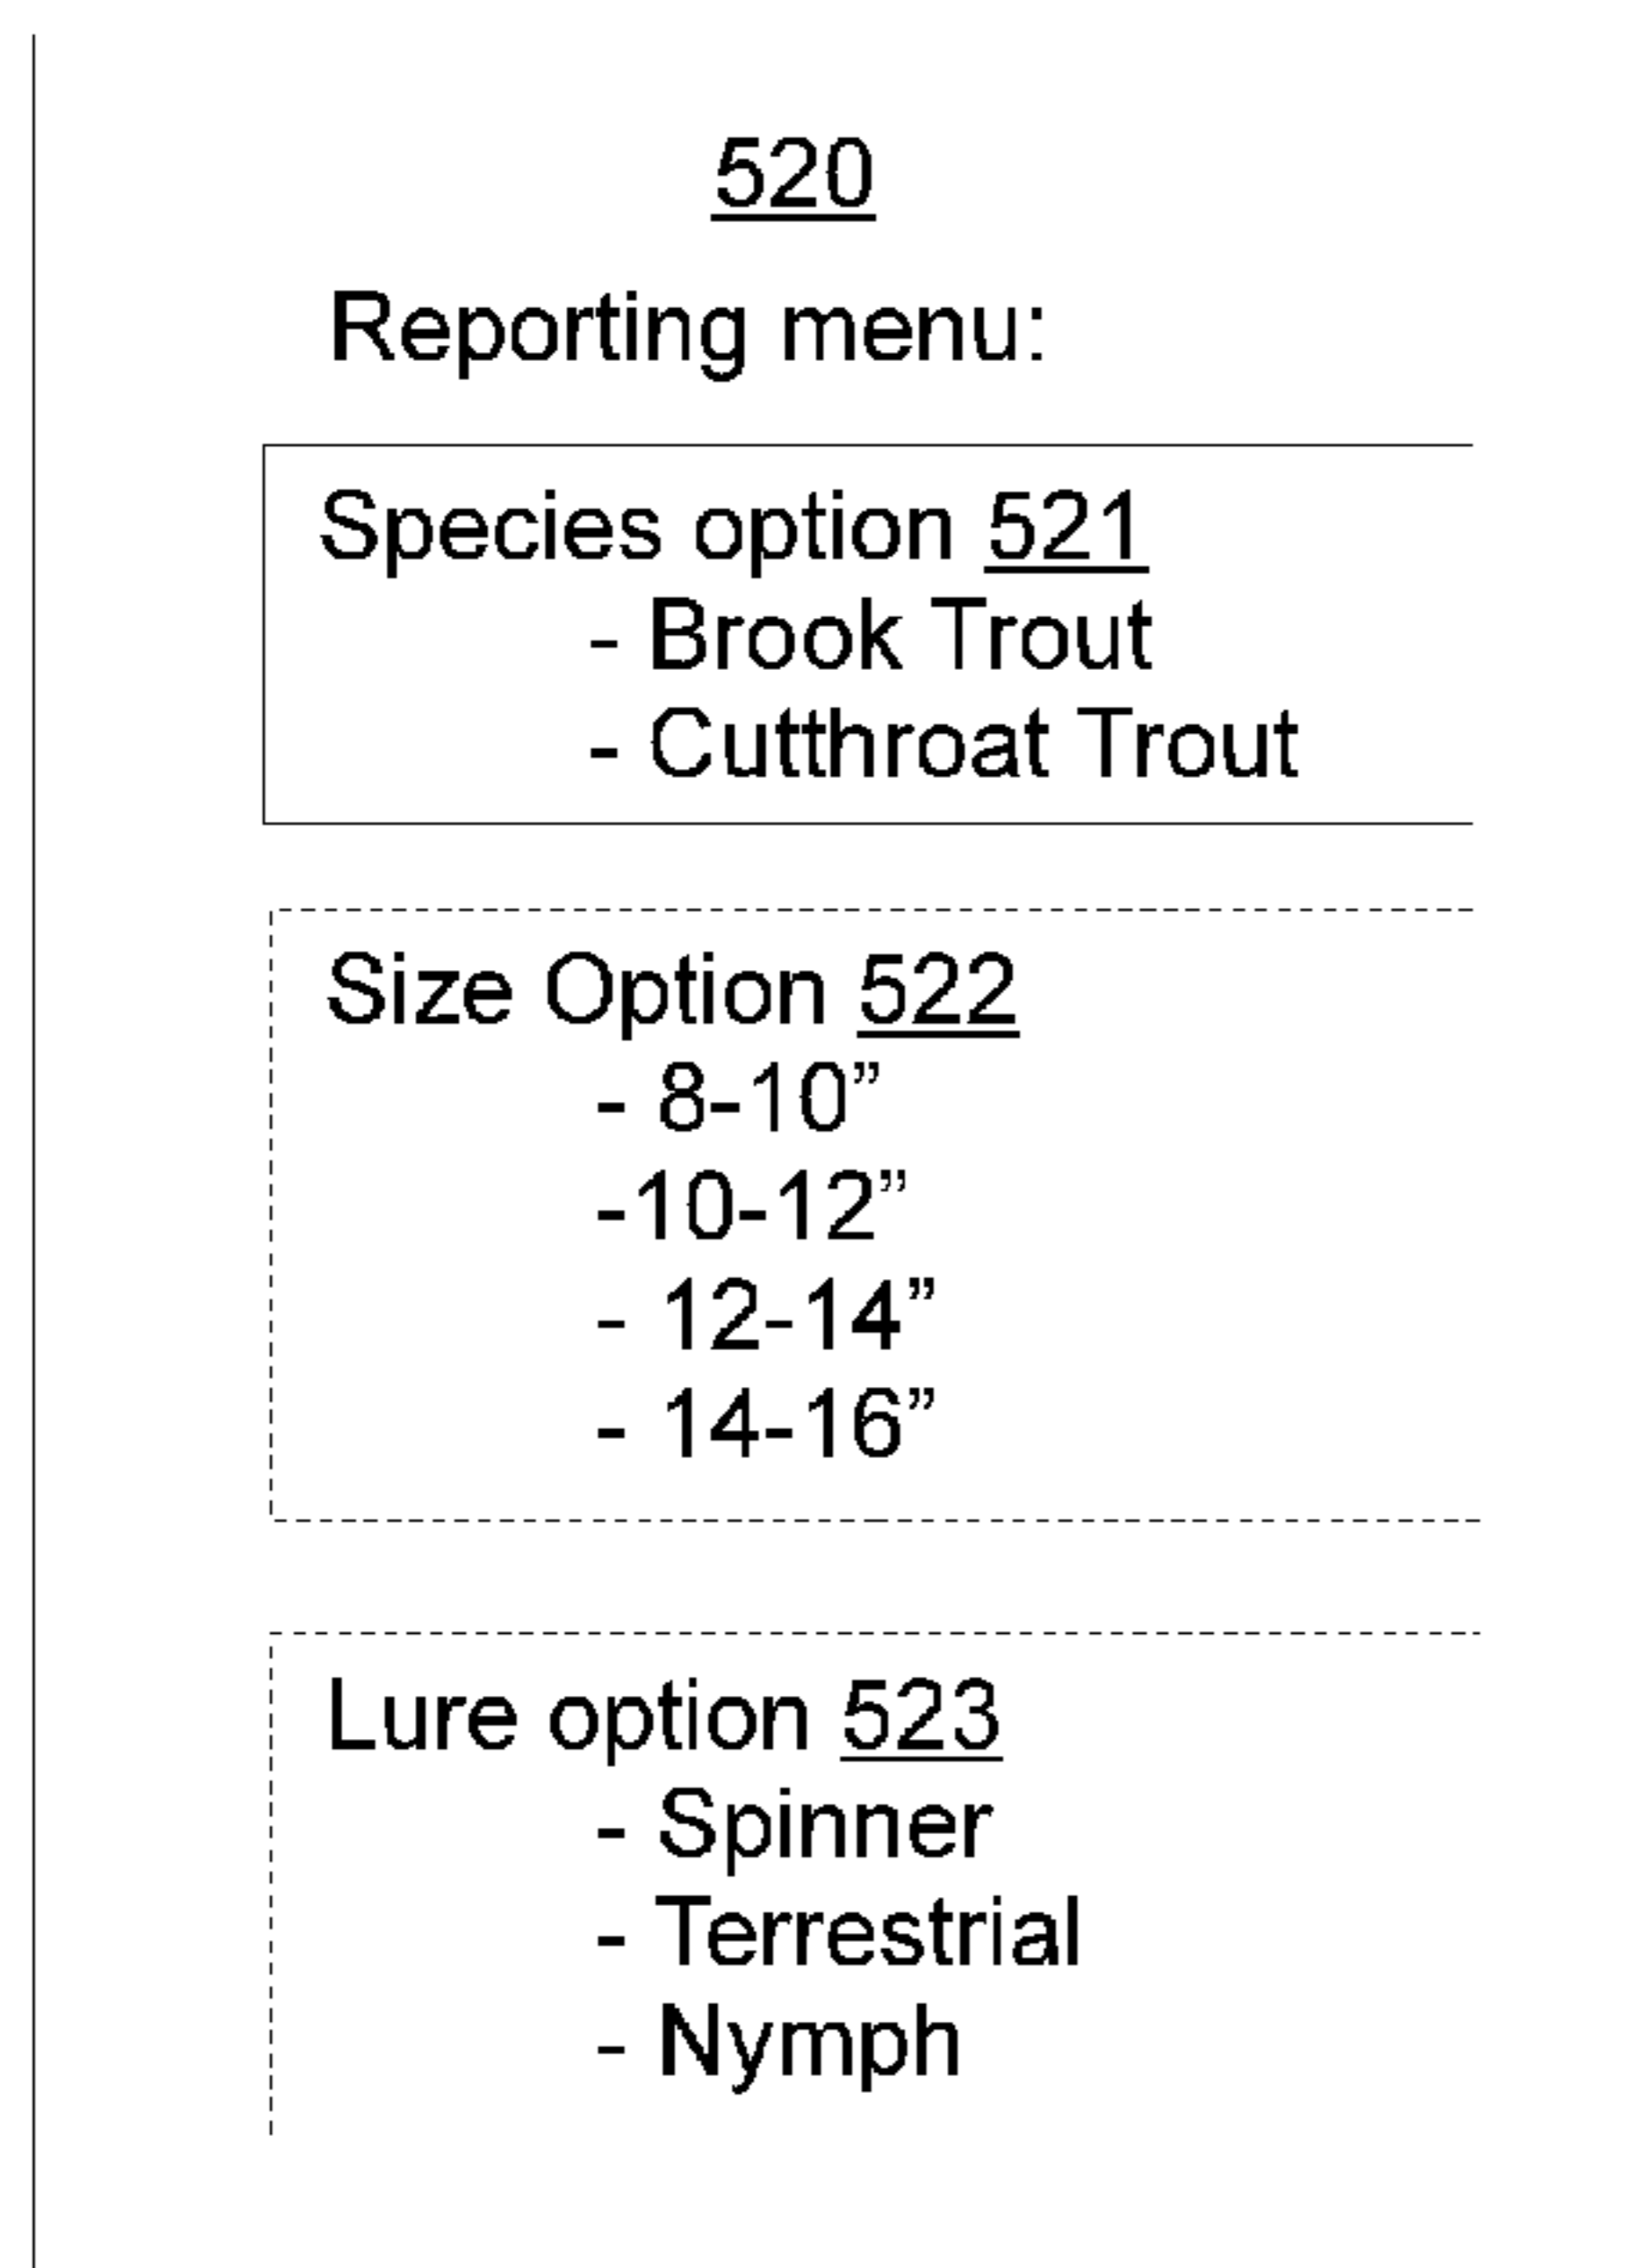 520
Reporting menu:
Species option 521
- Brook Trout
- Cutthroat Trout
Size Option 522
- 8-10”
-10-12”
- 12-14”
- 14-16”
Lure option 523
- Spinner
- Terrestrial
- Nymph